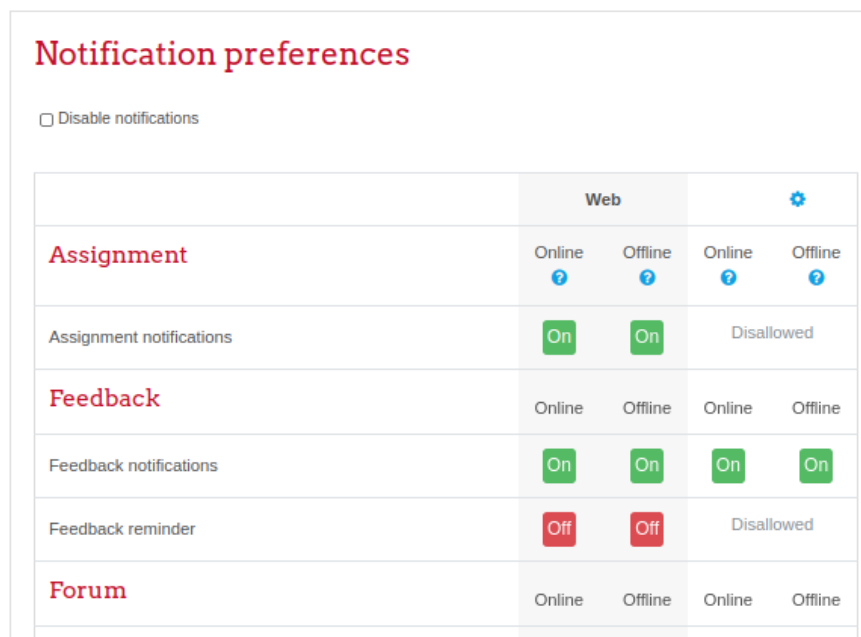 Notification preferences
Disable notifications
Web
Assignment Online Offline Online Offline
? ? ? ?
Assignment notifications On On Disallowed
Feedback Online Offline Online Offline
Feedback notifications On On On On
Feedback reminder Off Off Disallowed
Forum Online Offline Online Offline